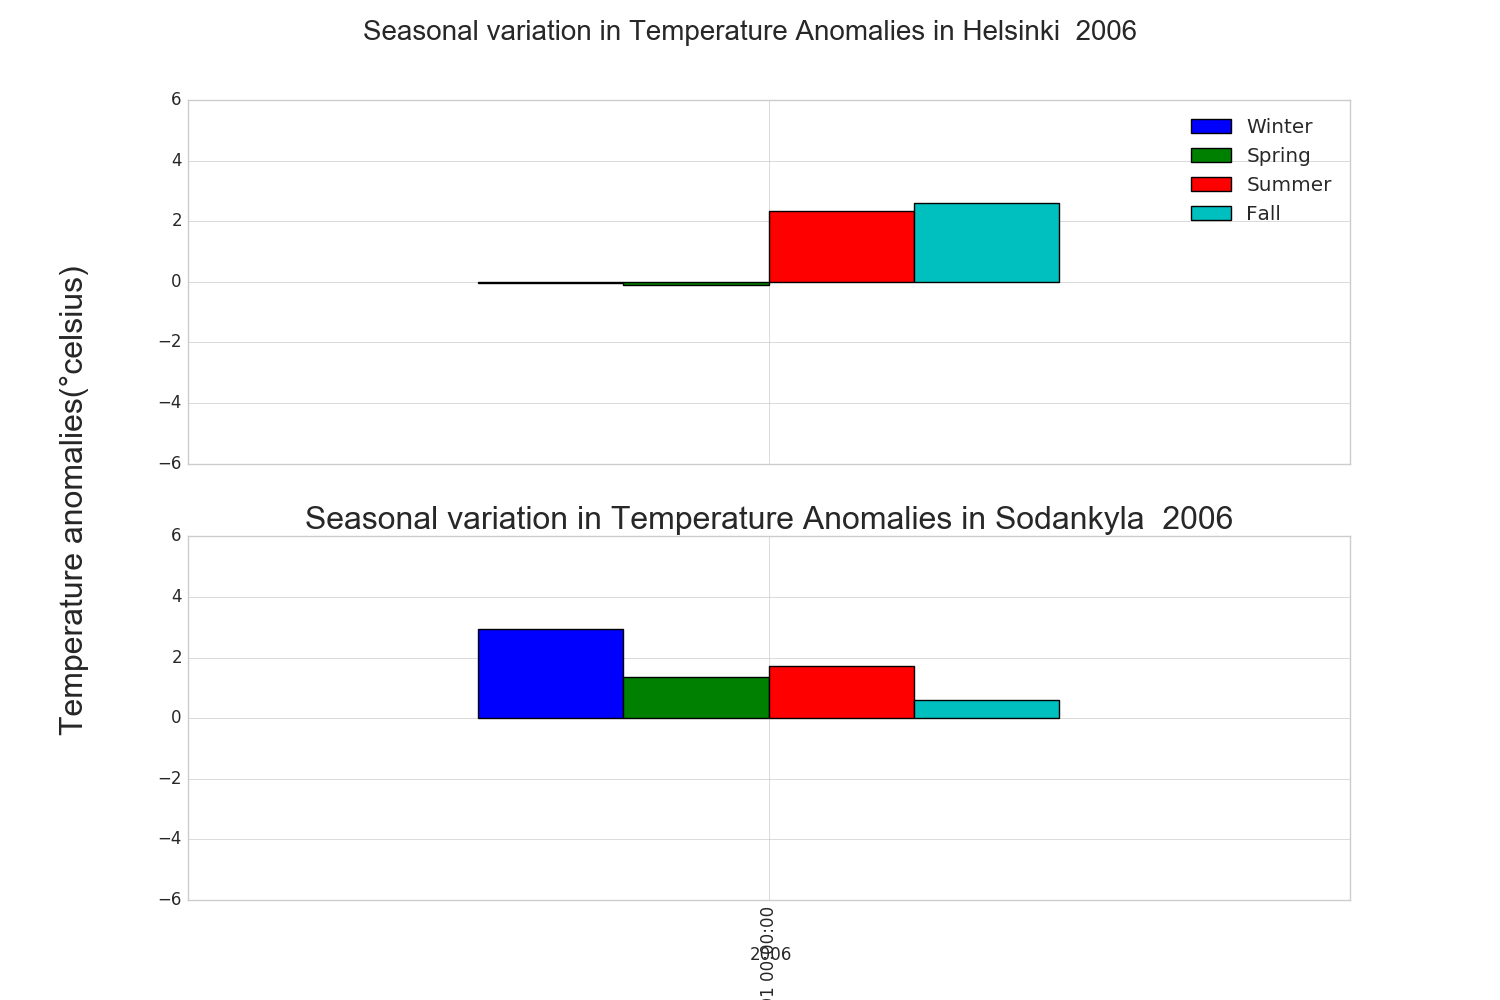 Seasonal variation in Temperature Anomalies in Helsinki  2006
6
4
2
0
−2
−4
−6
Winter
Spring
Summer
Fall
Temperature anomalies(°celsius)
Seasonal variation in Temperature Anomalies in Sodankyla  2006
6
4
2
0
−2
−4
−6
2006